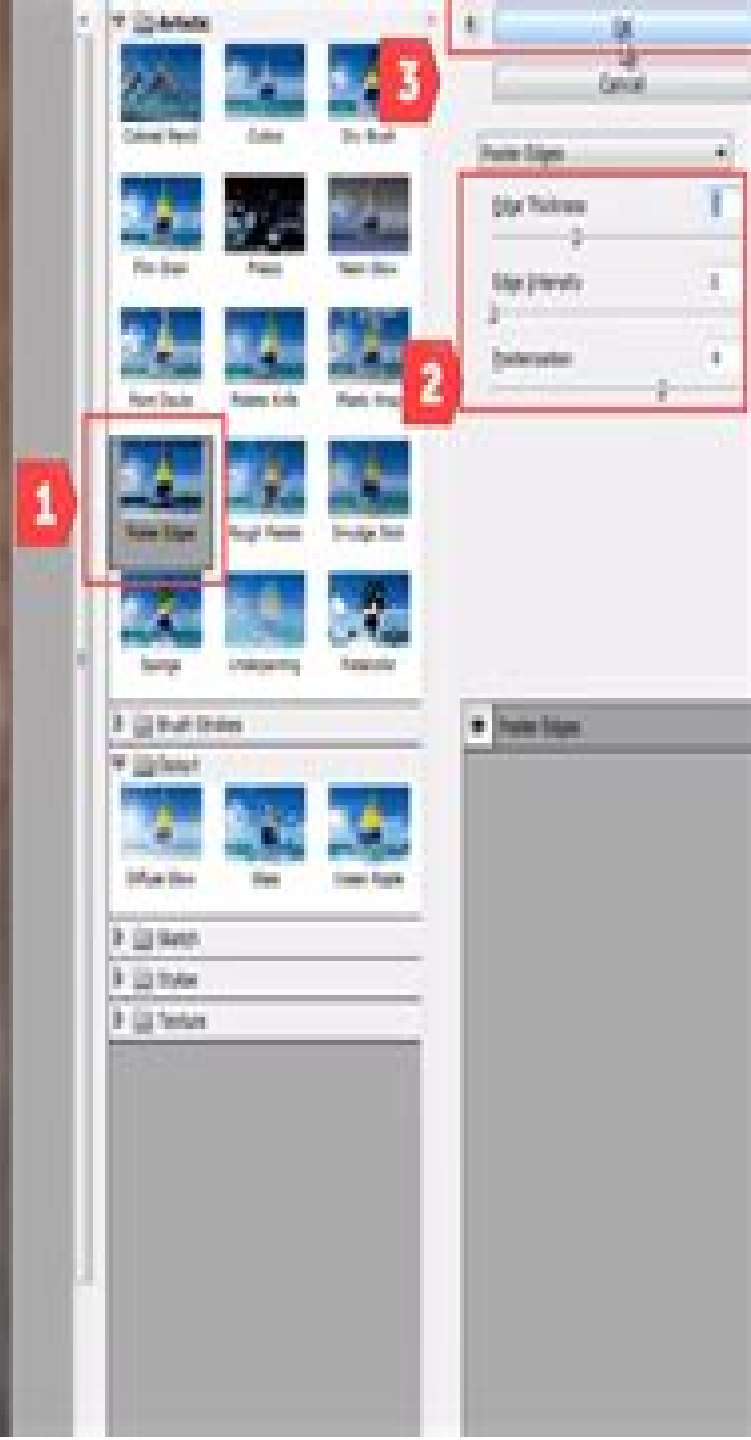 Artistic
3
OK
Cancel
Colored Pencil
Cutout
Dry Brush
Poster Edges
Edge Thickness
Film Grain
Fresco
Neon Glow
Edge Intensity
2
Posterization
Paint Daubs
Palette Knife
Plastic Wrap
1
Poster Edges
Rough Pastels
Smudge Stick
Sponge
Underpainting
Watercolor
Brush Strokes
Poster Edges
Distort
Diffuse Glow
Glass
Ocean Ripple
Sketch
Stylize
Texture